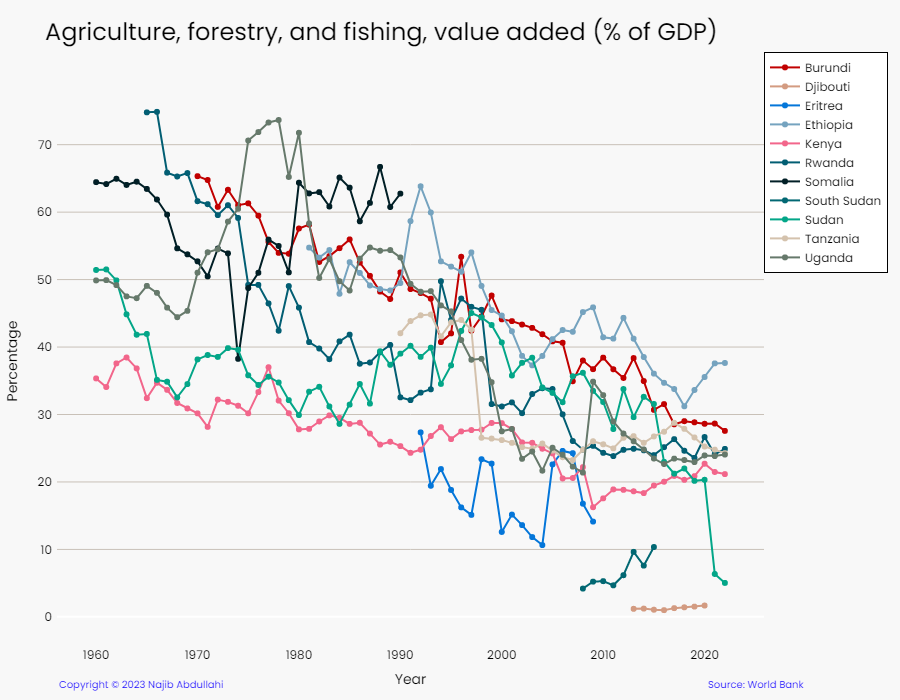 Agriculture, forestry, and fishing, value added (% of GDP)
Burundi
Djibouti
Eritrea
Ethiopia
Kenya
Rwanda
Somalia
South Sudan
Sudan
Tanzania
Uganda
Percentage
70
60
50
40
30
20
10
0
1960 1970 1980 1990 2000 2010 2020
Year
Copyright © 2023 Najib Abdullahi
Source: World Bank